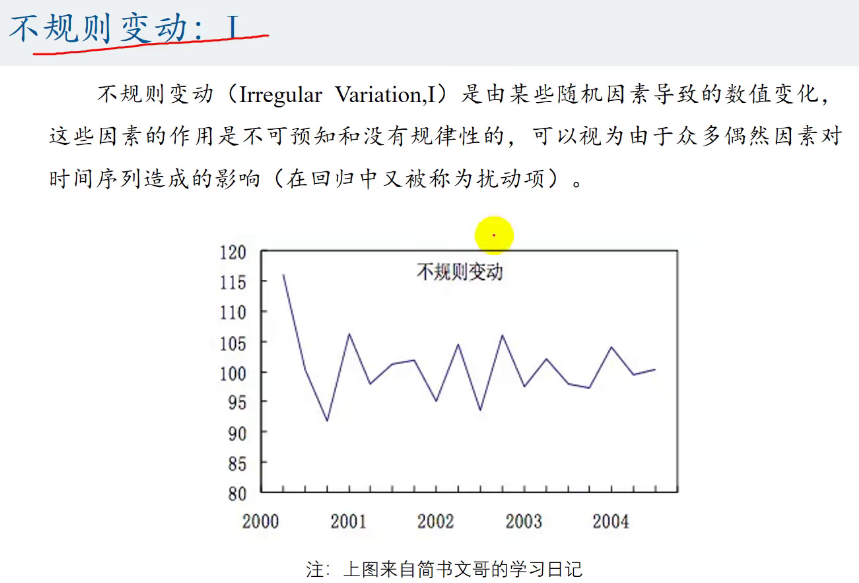 不规则变动：I
不规则变动（Irregular Variation,I）是由某些随机因素导致的数值变化，
这些因素的作用是不可预知和没有规律性的，可以视为由于众多偶然因素对
时间序列造成的影响（在回归中又被称为扰动项）。
不规则变动
120
115
110
105
100
95
90
85
80
2000 2001 2002 2003 2004
注：上图来自简书文哥的学习日记